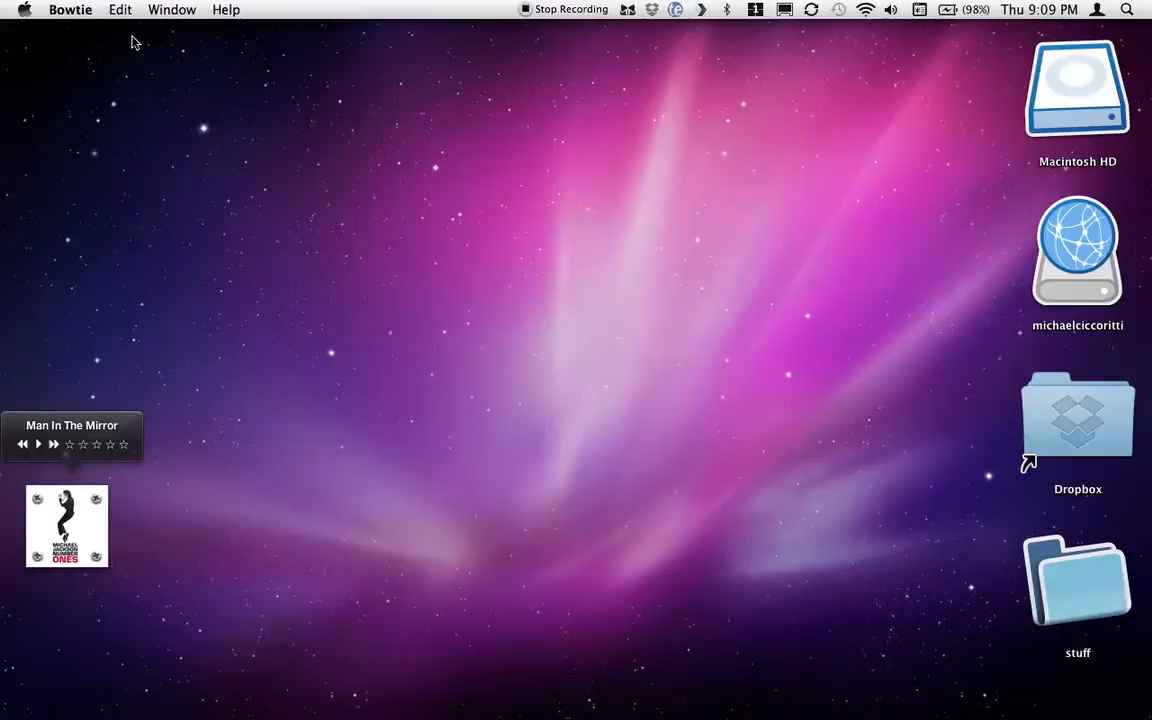 Bowtie Edit Window Help Stop Recording (98%) Thu 9:09 PM
Macintosh HD
michaelciccoritti
Man In The Mirror
MICHAEL
JACKSON
NUMBER
ONES
Dropbox
stuff